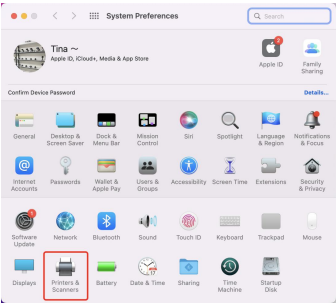 System Preferences
Search
Tina ~
Apple ID, iCloud+, Media & App Store
Apple ID
Family
Sharing
Confirm Device Password
Details...
General
Desktop &
Screen Saver
Dock &
Menu Bar
Mission
Control
Siri
Spotlight
Language
& Region
Notifications
& Focus
Internet
Accounts
Passwords
Wallet &
Apple Pay
Users &
Groups
Accessibility
Screen Time
Extensions
Security
& Privacy
Software
Update
Network
Bluetooth
Sound
Touch ID
Keyboard
Trackpad
Mouse
Displays
Printers &
Scanners
Battery
Date & Time
Sharing
Time
Machine
Startup
Disk